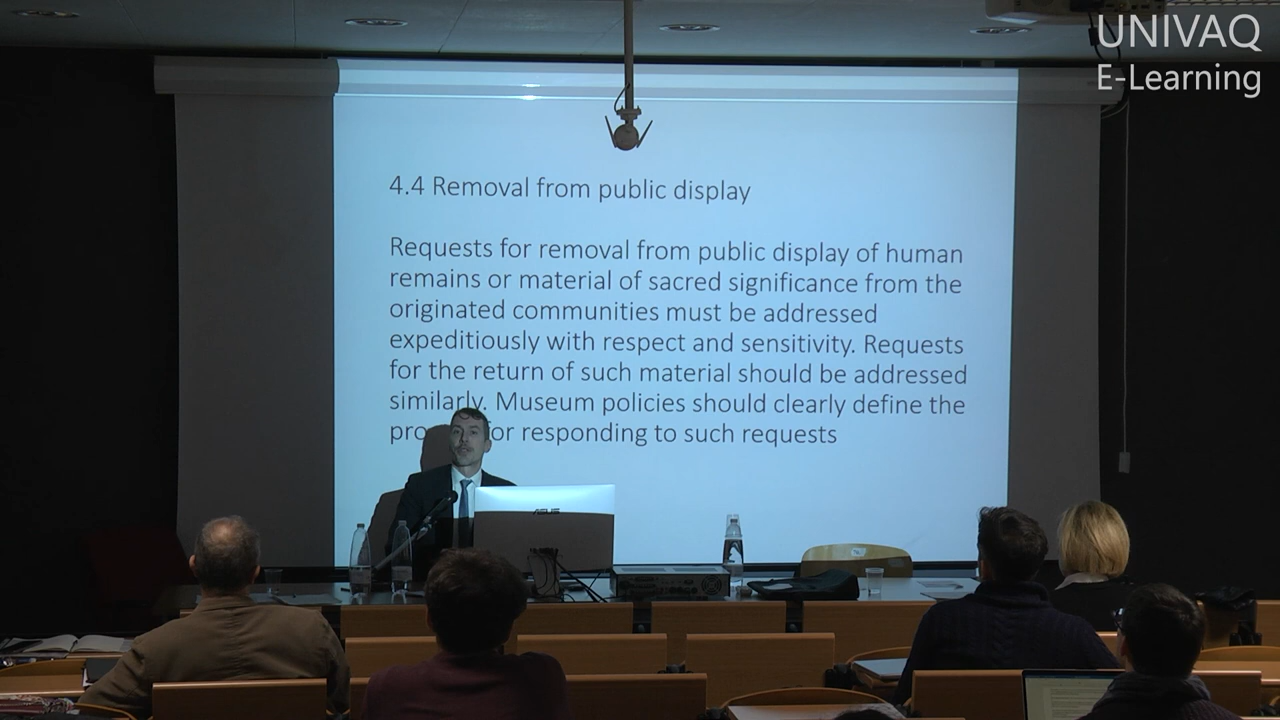 UNIVAQ
E-Learning
4.4 Removal from public display
Requests for removal from public display of human
remains or material of sacred significance from the
originated communities must be addressed
expeditiously with respect and sensitivity. Requests
for the return of such material should be addressed
similarly. Museum policies should clearly define the
for responding to such requests
ASUS